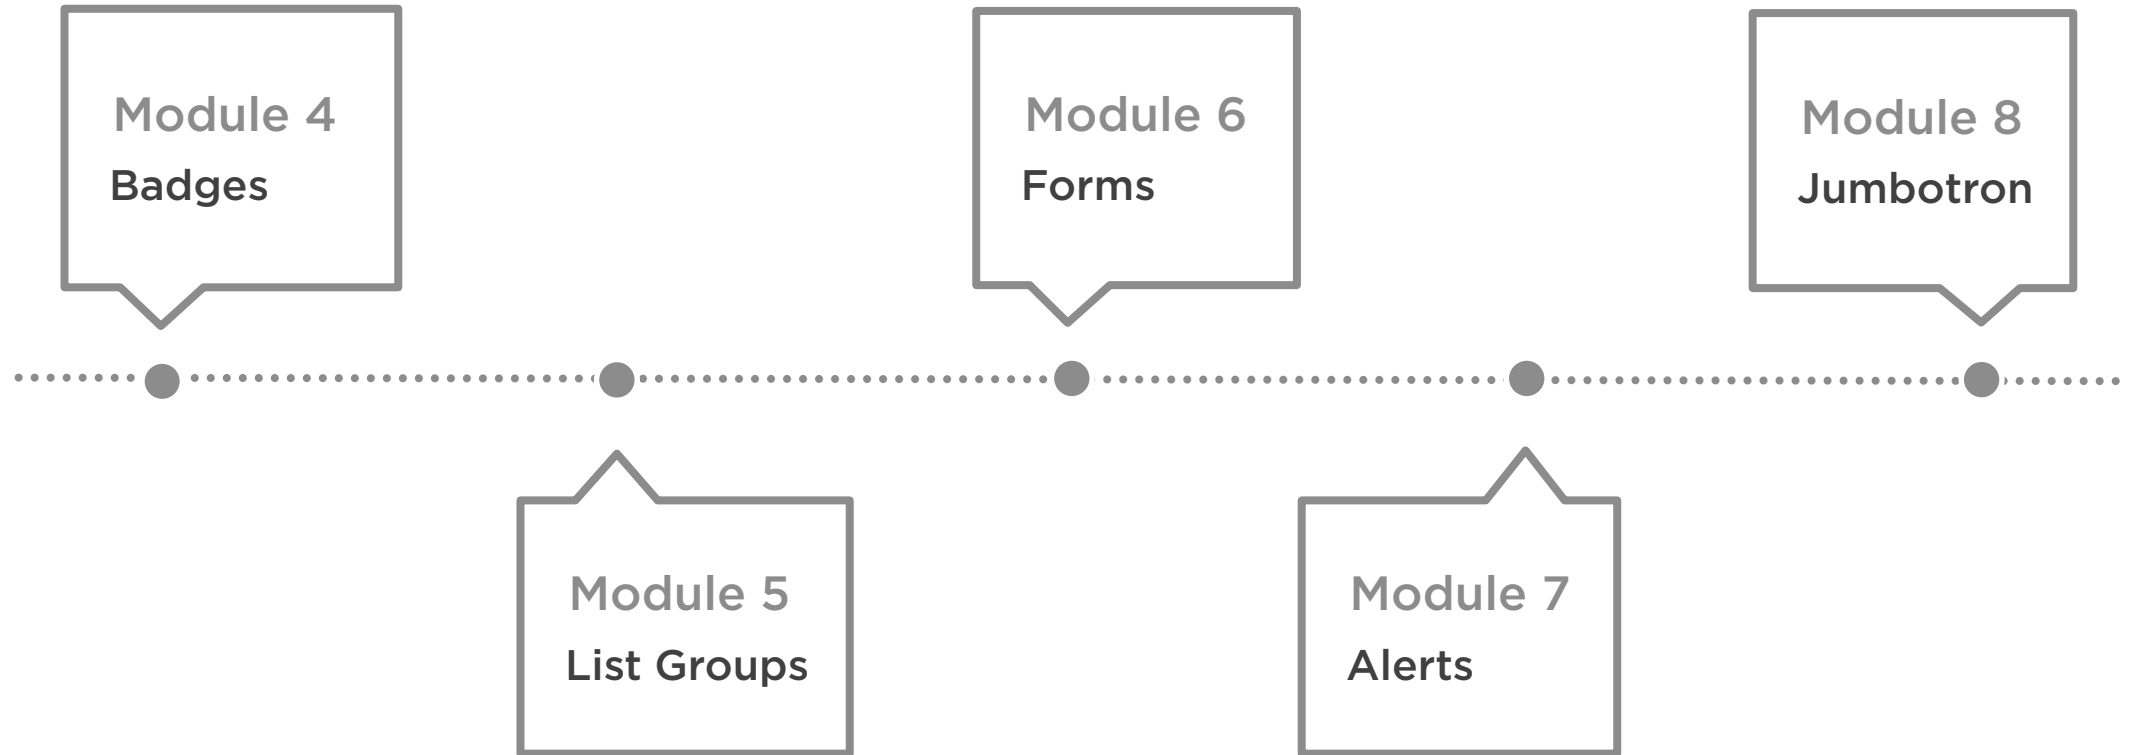 Module 4
Badges
Module 5
List Groups
Module 6
Forms
Module 7
Alerts
Module 8
Jumbotron